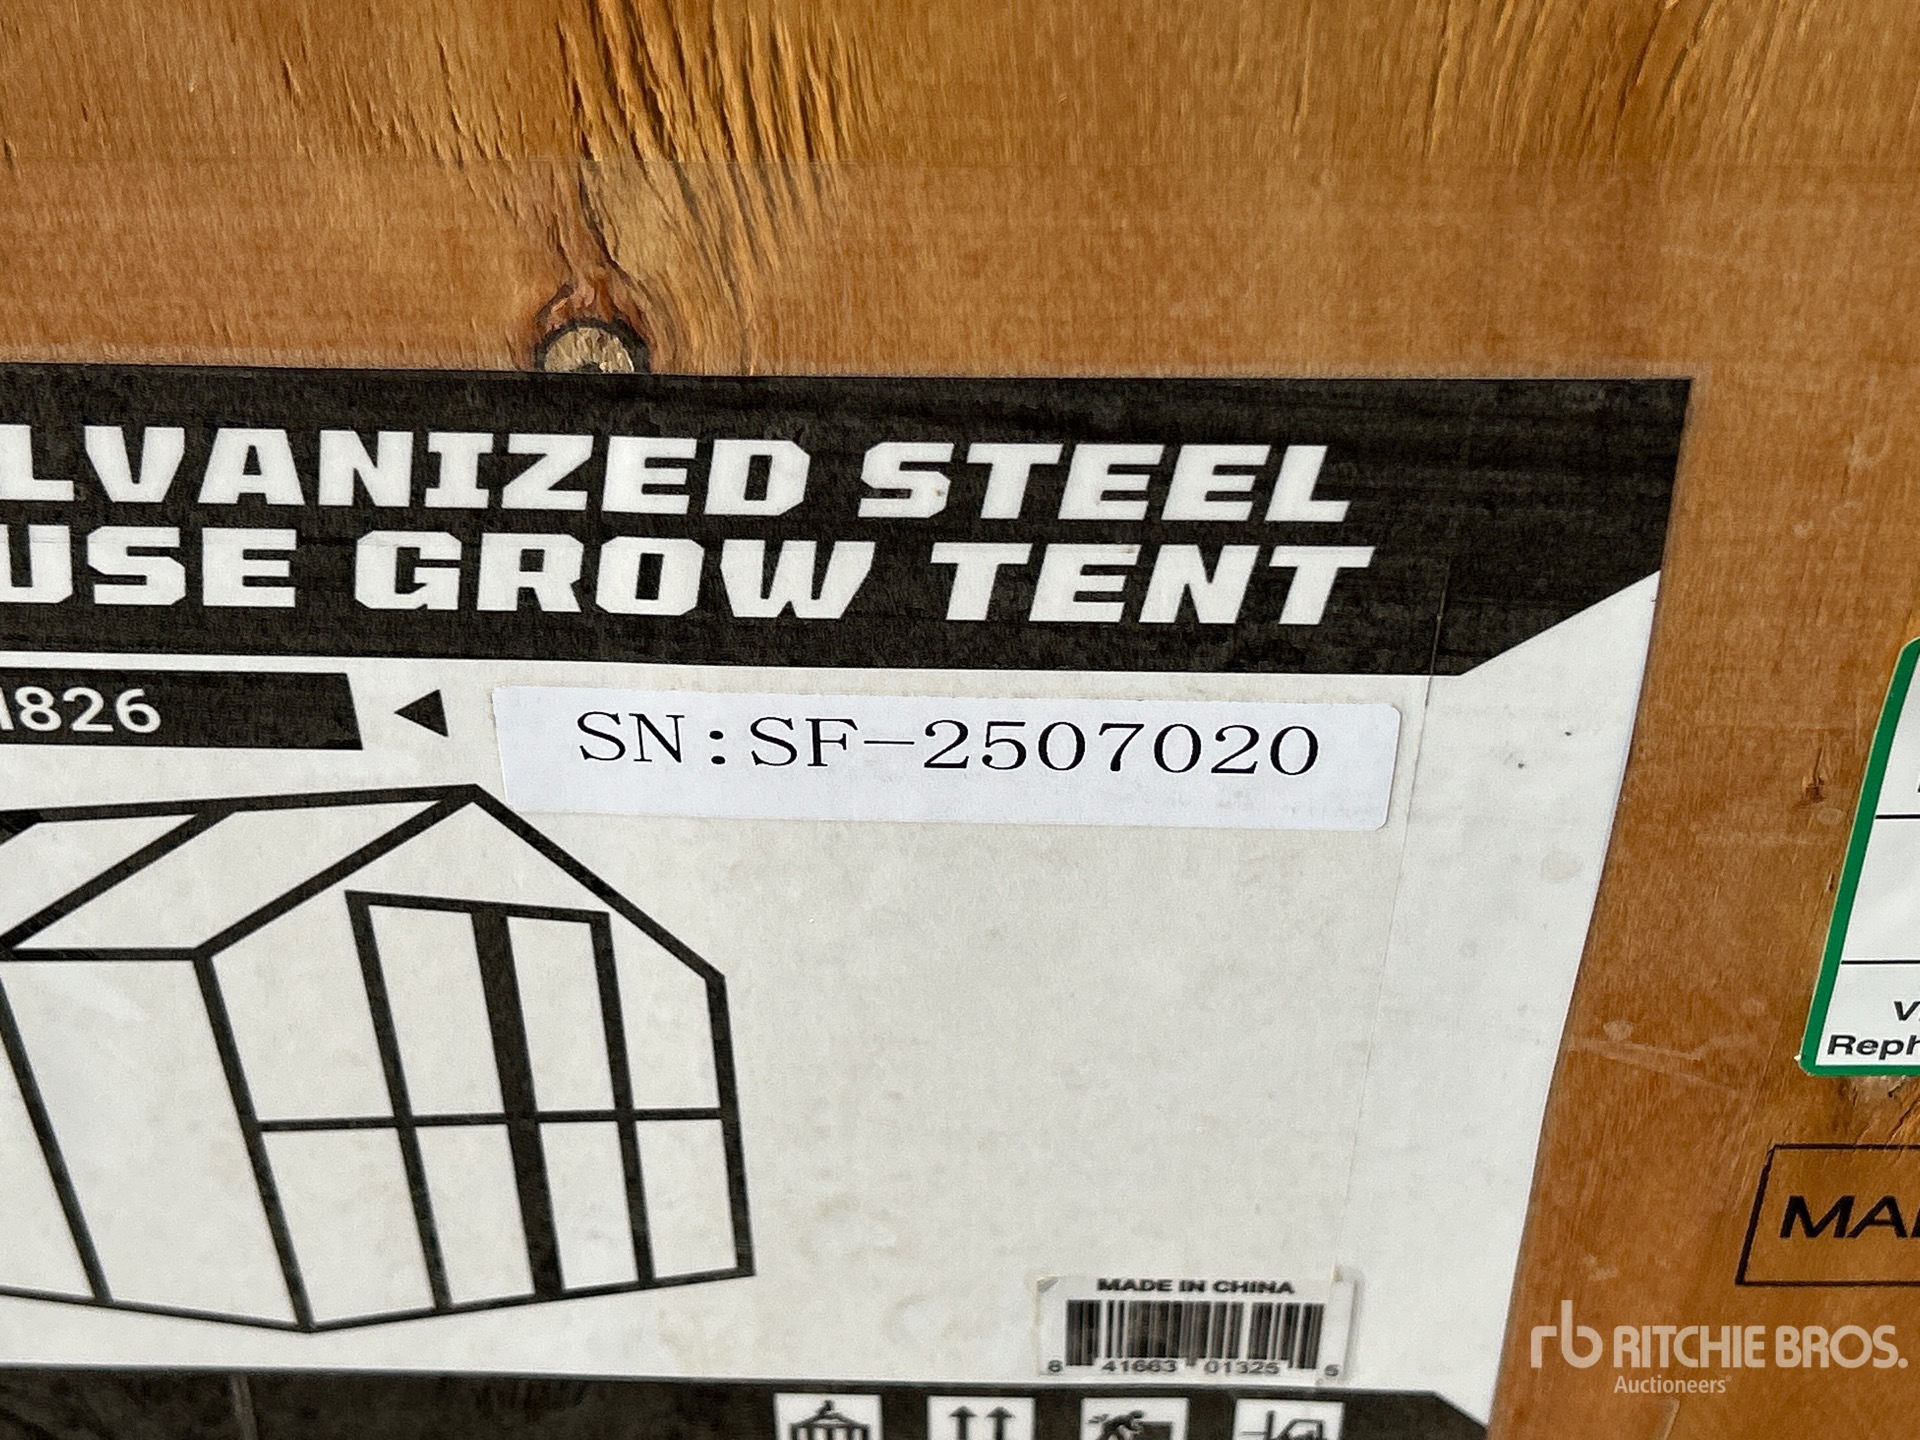 LVANIZED STEEL
USE GROW TENT
1826
SN:SF-2507020
Reph
MA
MADE IN CHINA
8 41663 01325 5
rb RITCHIE BROS.
Auctioneers